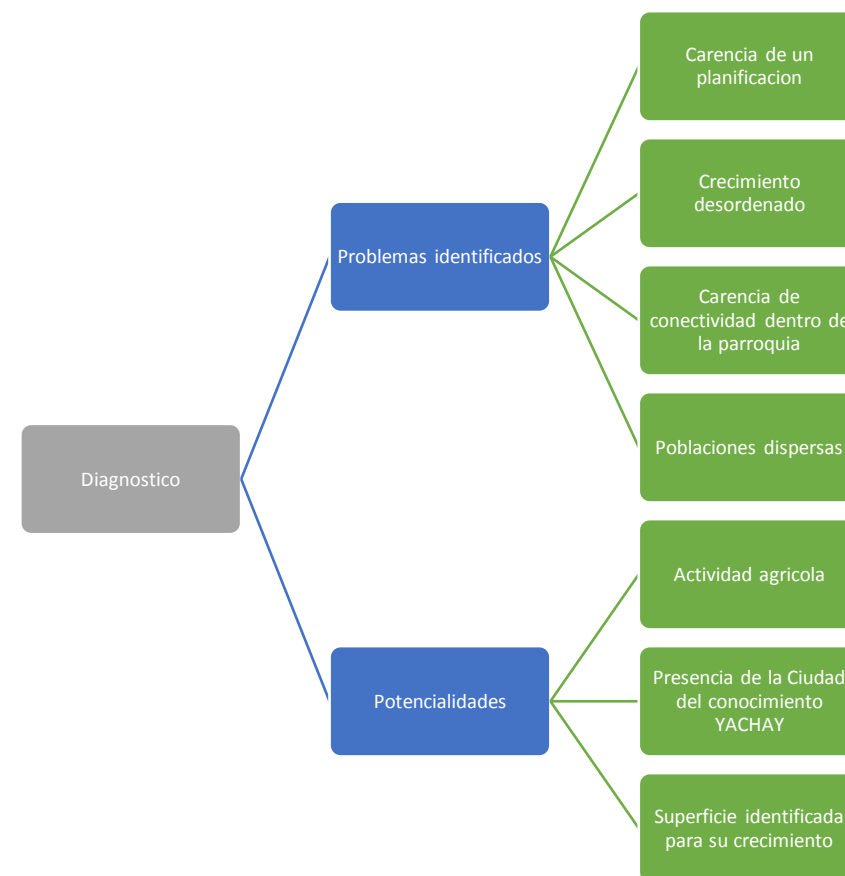 Diagnostico
Problemas identificados
Carencia de un
planificacion
Crecimiento
desordenado
Carencia de
conectividad dentro de
la parroquia
Poblaciones dispersas
Potencialidades
Actividad agricola
Presencia de la Ciudad
del conocimiento
YACHAY
Superficie identificada
para su crecimiento